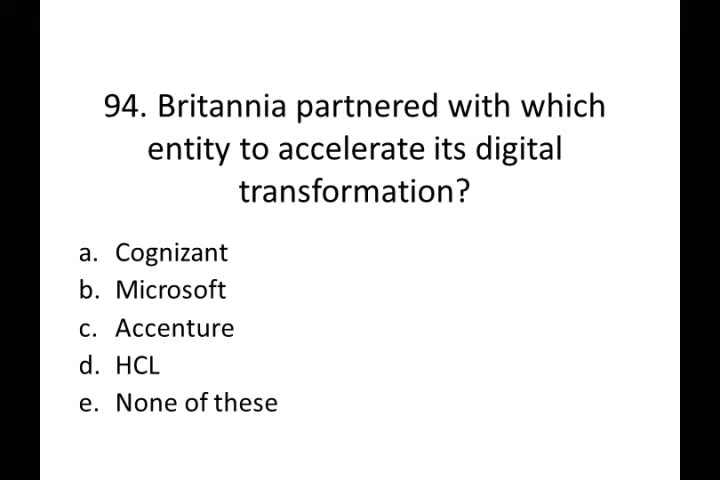 94. Britannia partnered with which
entity to accelerate its digital
transformation?
a. Cognizant
b. Microsoft
c. Accenture
d. HCL
e. None of these